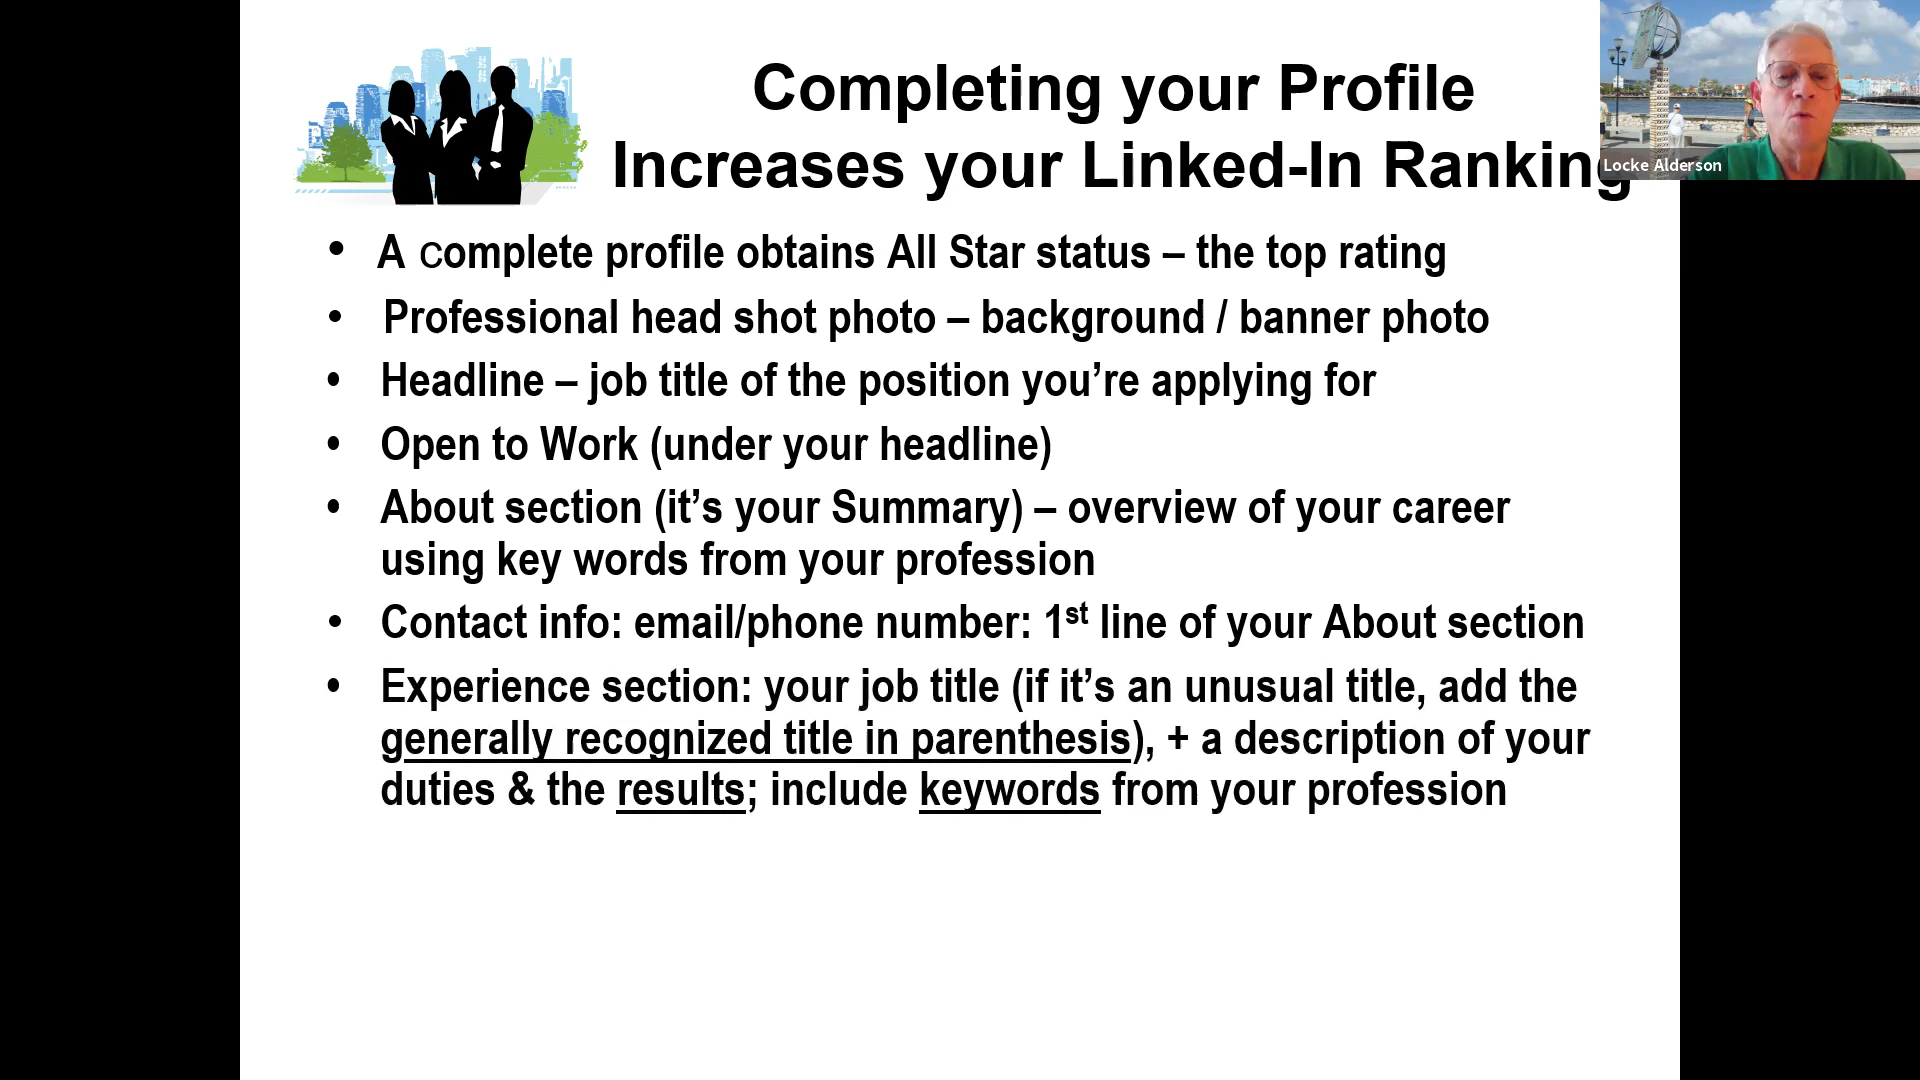 Completing your Profile
Increases your Linked-In Ranking
Locke Alderson
• A complete profile obtains All Star status – the top rating
• Professional head shot photo – background / banner photo
• Headline – job title of the position you’re applying for
• Open to Work (under your headline)
• About section (it’s your Summary) – overview of your career
using key words from your profession
• Contact info: email/phone number: 1st line of your About section
• Experience section: your job title (if it’s an unusual title, add the
generally recognized title in parenthesis), + a description of your
duties & the results; include keywords from your profession